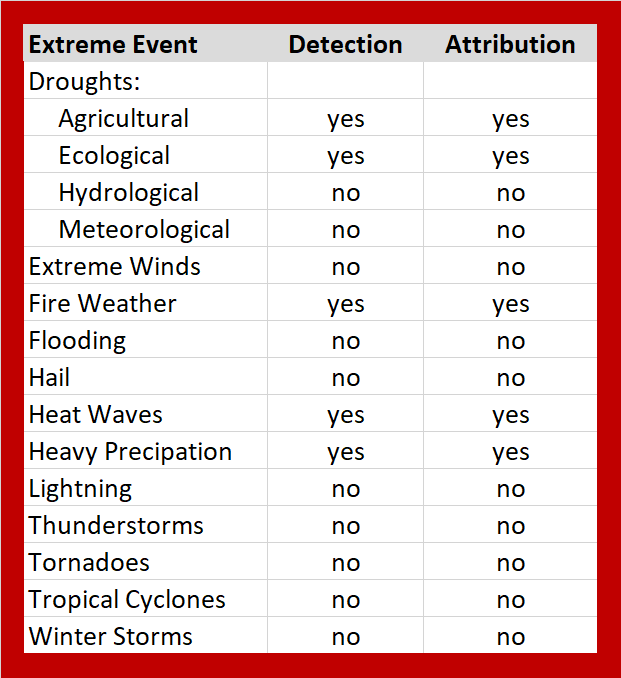 Extreme Event Detection Attribution
Droughts:
Agricultural yes yes
Ecological yes yes
Hydrological no no
Meteorological no no
Extreme Winds no no
Fire Weather yes yes
Flooding no no
Hail no no
Heat Waves yes yes
Heavy Precipation yes yes
Lightning no no
Thunderstorms no no
Tornadoes no no
Tropical Cyclones no no
Winter Storms no no